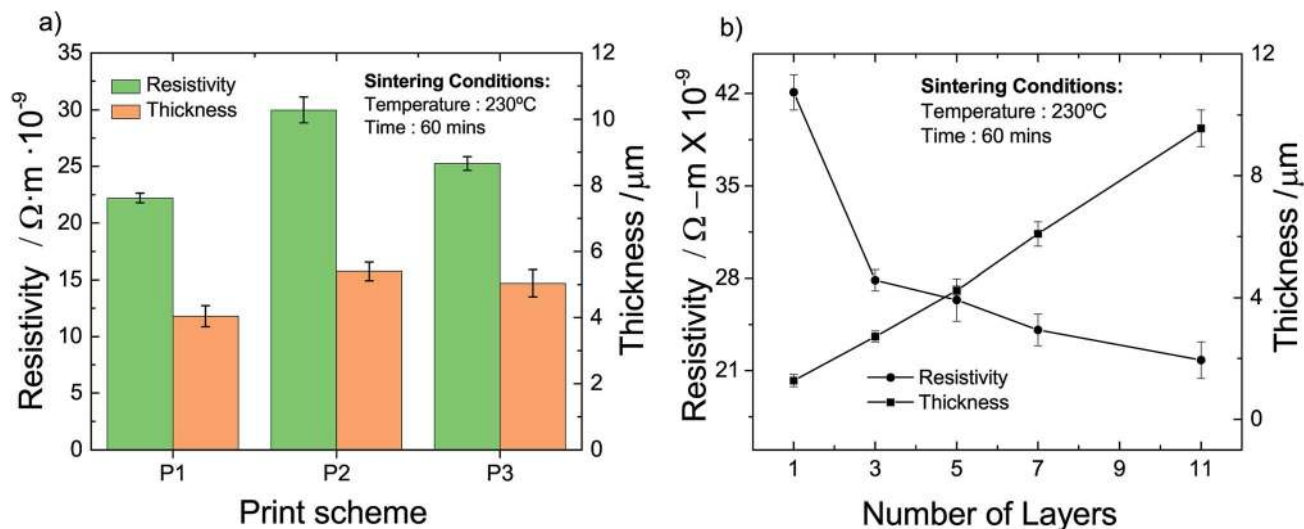 a)
Resistivity / Ω·m ·10⁻⁹
35
30
25
20
15
10
5
0
Resistivity
Thickness
Sintering Conditions:
Temperature : 230ºC
Time : 60 mins
12
10
8
6
4
2
0
Thickness /μm
P1 P2 P3
Print scheme
b)
Resistivity / Ω–m X 10⁻⁹
42
35
28
21
Sintering Conditions:
Temperature : 230ºC
Time : 60 mins
Resistivity
Thickness
12
8
4
0
Thickness /μm
1 3 5 7 9 11
Number of Layers